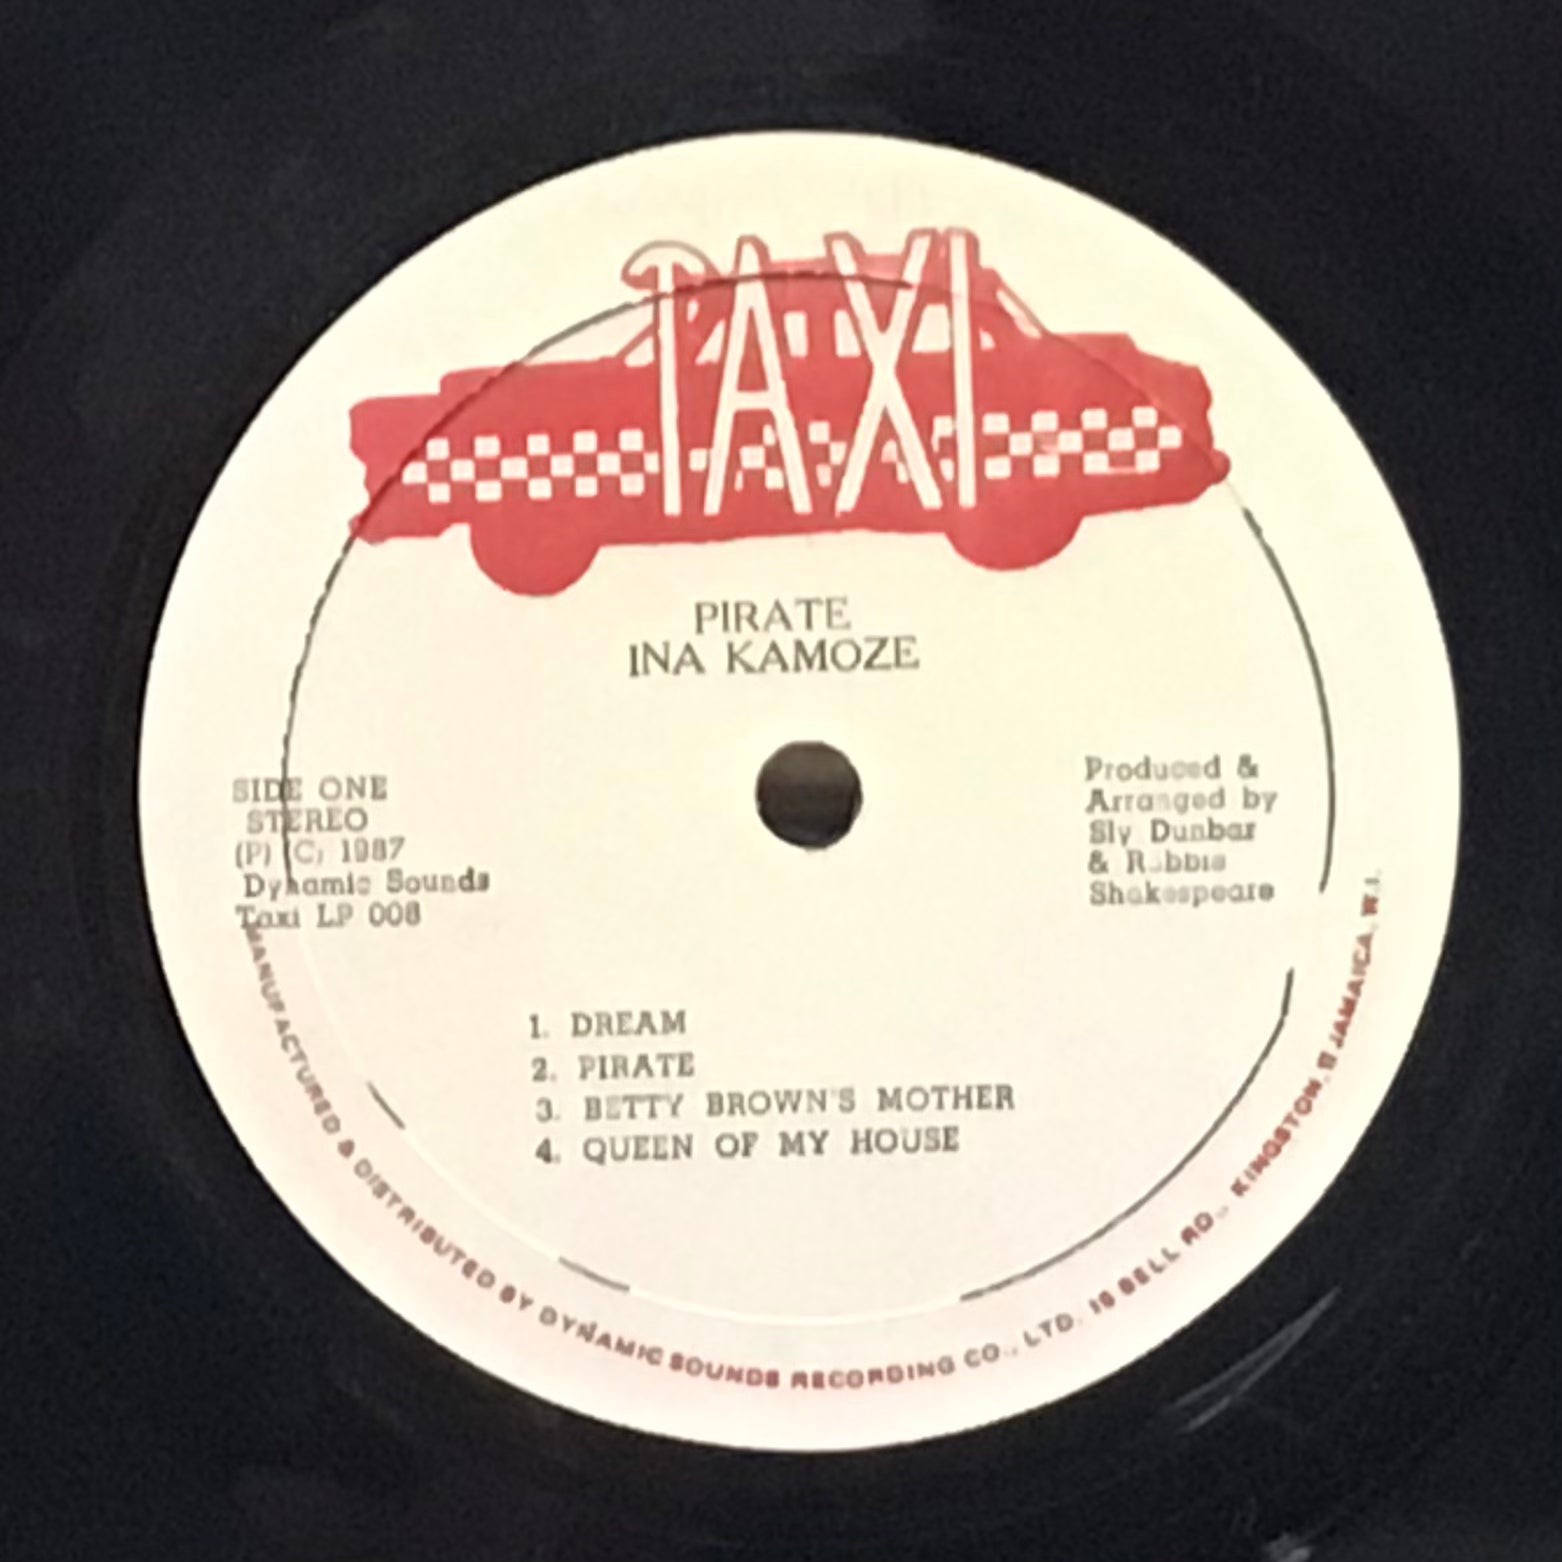 TAXI
PIRATE
INA KAMOZE
SIDE ONE
STEREO
(P) (C) 1987
Dynamic Sounds
Taxi LP 008
Produced &
Arranged by
Sly Dunbar
& Robbie
Shakespeare
1. DREAM
2. PIRATE
3. BETTY BROWN'S MOTHER
4. QUEEN OF MY HOUSE
MANUFACTURED & DISTRIBUTED BY DYNAMIC SOUNDS RECORDING CO., LTD. 15 BELL RD., KINGSTON, 11 JAMAICA, W.I.